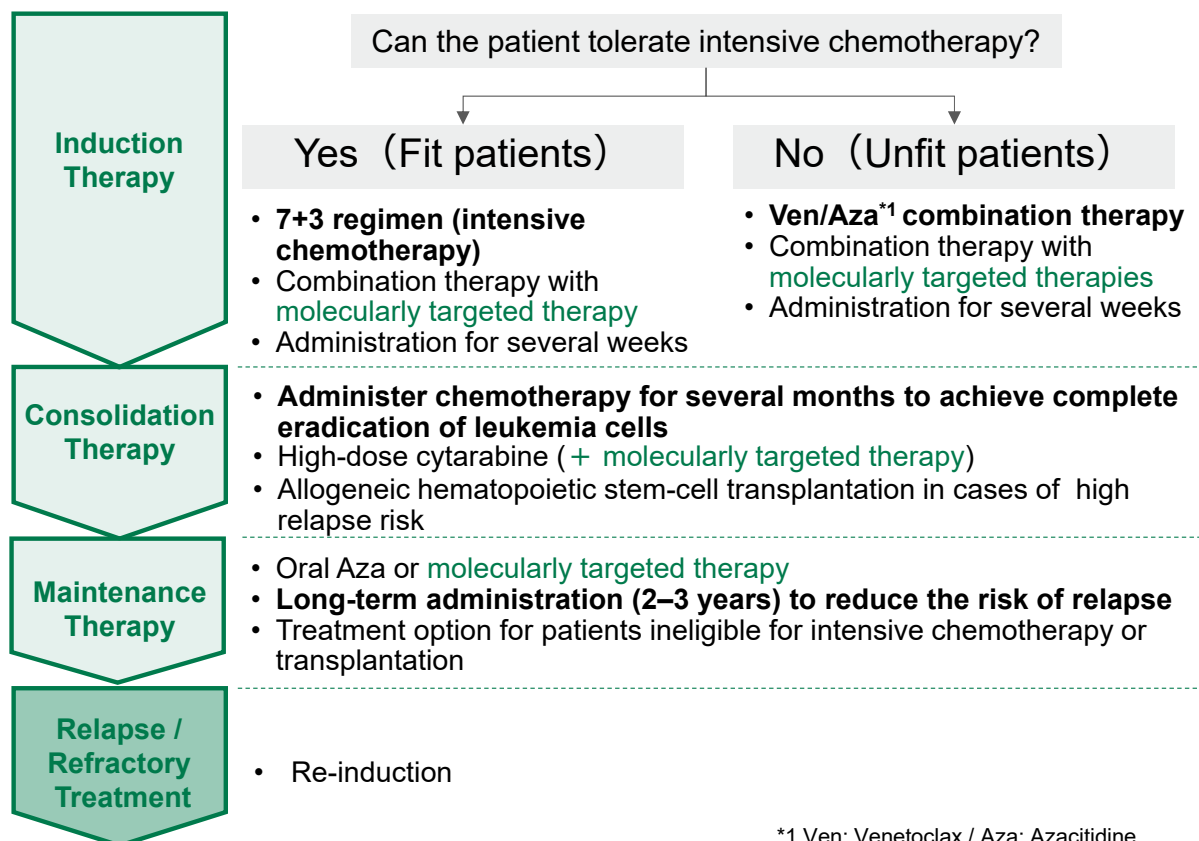 Can the patient tolerate intensive chemotherapy?
Induction
Therapy
Yes（Fit patients）
No（Unfit patients）
• 7+3 regimen (intensive
chemotherapy)
• Combination therapy with
molecularly targeted therapy
• Administration for several weeks
• Ven/Aza*1 combination therapy
• Combination therapy with
molecularly targeted therapies
• Administration for several weeks
Consolidation
Therapy
• Administer chemotherapy for several months to achieve complete
eradication of leukemia cells
• High-dose cytarabine (＋ molecularly targeted therapy)
• Allogeneic hematopoietic stem-cell transplantation in cases of high
relapse risk
Maintenance
Therapy
• Oral Aza or molecularly targeted therapy
• Long-term administration (2–3 years) to reduce the risk of relapse
• Treatment option for patients ineligible for intensive chemotherapy or
transplantation
Relapse /
Refractory
Treatment
• Re-induction
*1 Ven: Venetoclax / Aza: Azacitidine